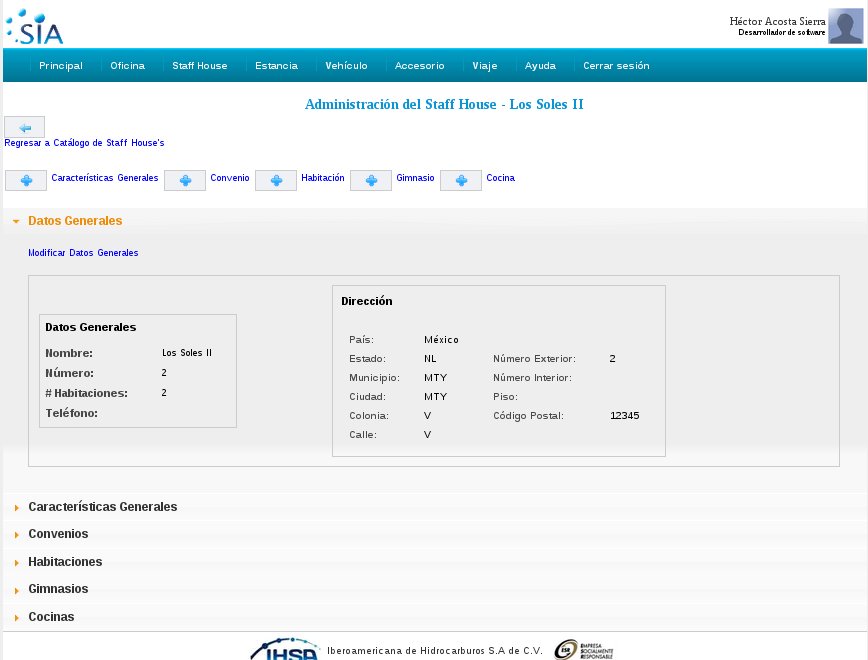 SIA
Héctor Acosta Sierra
Desarrollador de software
Principal Oficina Staff House Estancia Vehículo Accesorio Viaje Ayuda Cerrar sesión
Administración del Staff House - Los Soles II
Regresar a Catálogo de Staff House's
Características Generales Convenio Habitación Gimnasio Cocina
Datos Generales
Modificar Datos Generales
Datos Generales
Nombre: Los Soles II
Número: 2
# Habitaciones: 2
Teléfono:
Dirección
País: México
Estado: NL Número Exterior: 2
Municipio: MTY Número Interior:
Ciudad: MTY Piso:
Colonia: V Código Postal: 12345
Calle: V
Características Generales
Convenios
Habitaciones
Gimnasios
Cocinas
IHSA Iberoamericana de Hidrocarburos S.A de C.V. ESR EMPRESA
SOCIALMENTE
RESPONSABLE